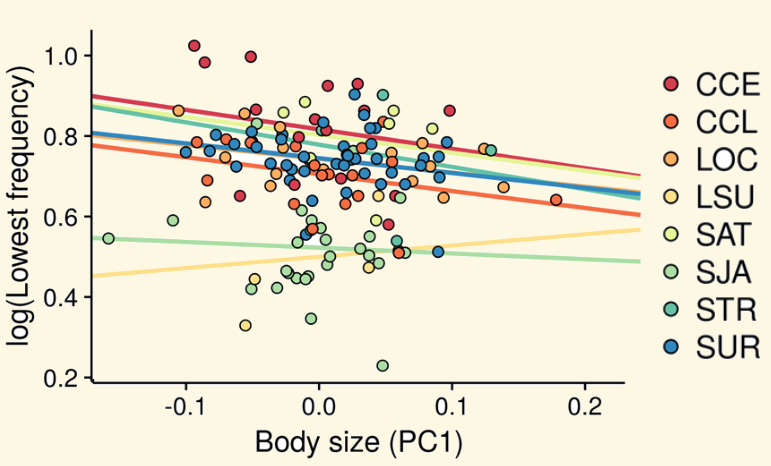 log(Lowest frequency)
1.0
0.8
0.6
0.4
0.2
-0.1
0.0
0.1
0.2
Body size (PC1)
CCE
CCL
LOC
LSU
SAT
SJA
STR
SUR